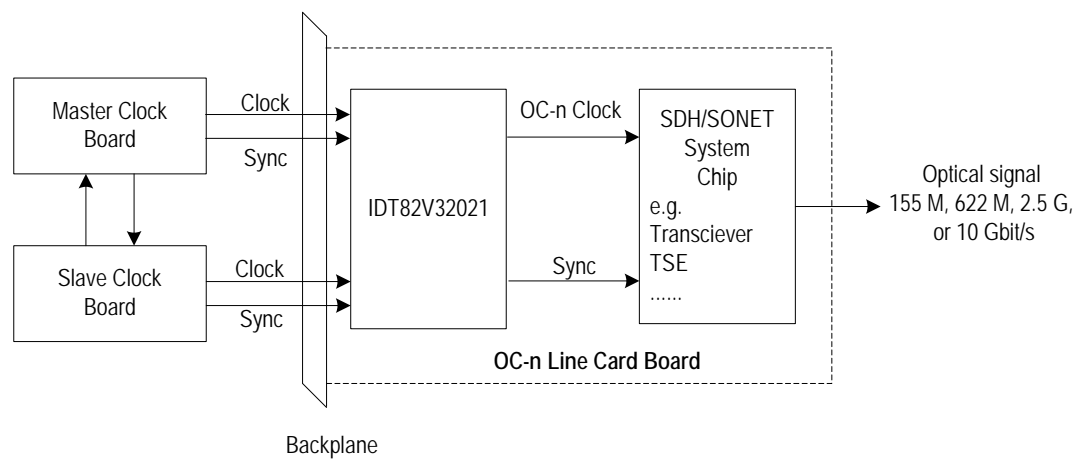 Master Clock
Board
Clock
Sync
Slave Clock
Board
Clock
Sync
IDT82V32021
OC-n Clock
Sync
SDH/SONET
System
Chip
e.g.
Transciever
TSE
......
Optical signal
155 M, 622 M, 2.5 G,
or 10 Gbit/s
OC-n Line Card Board
Backplane